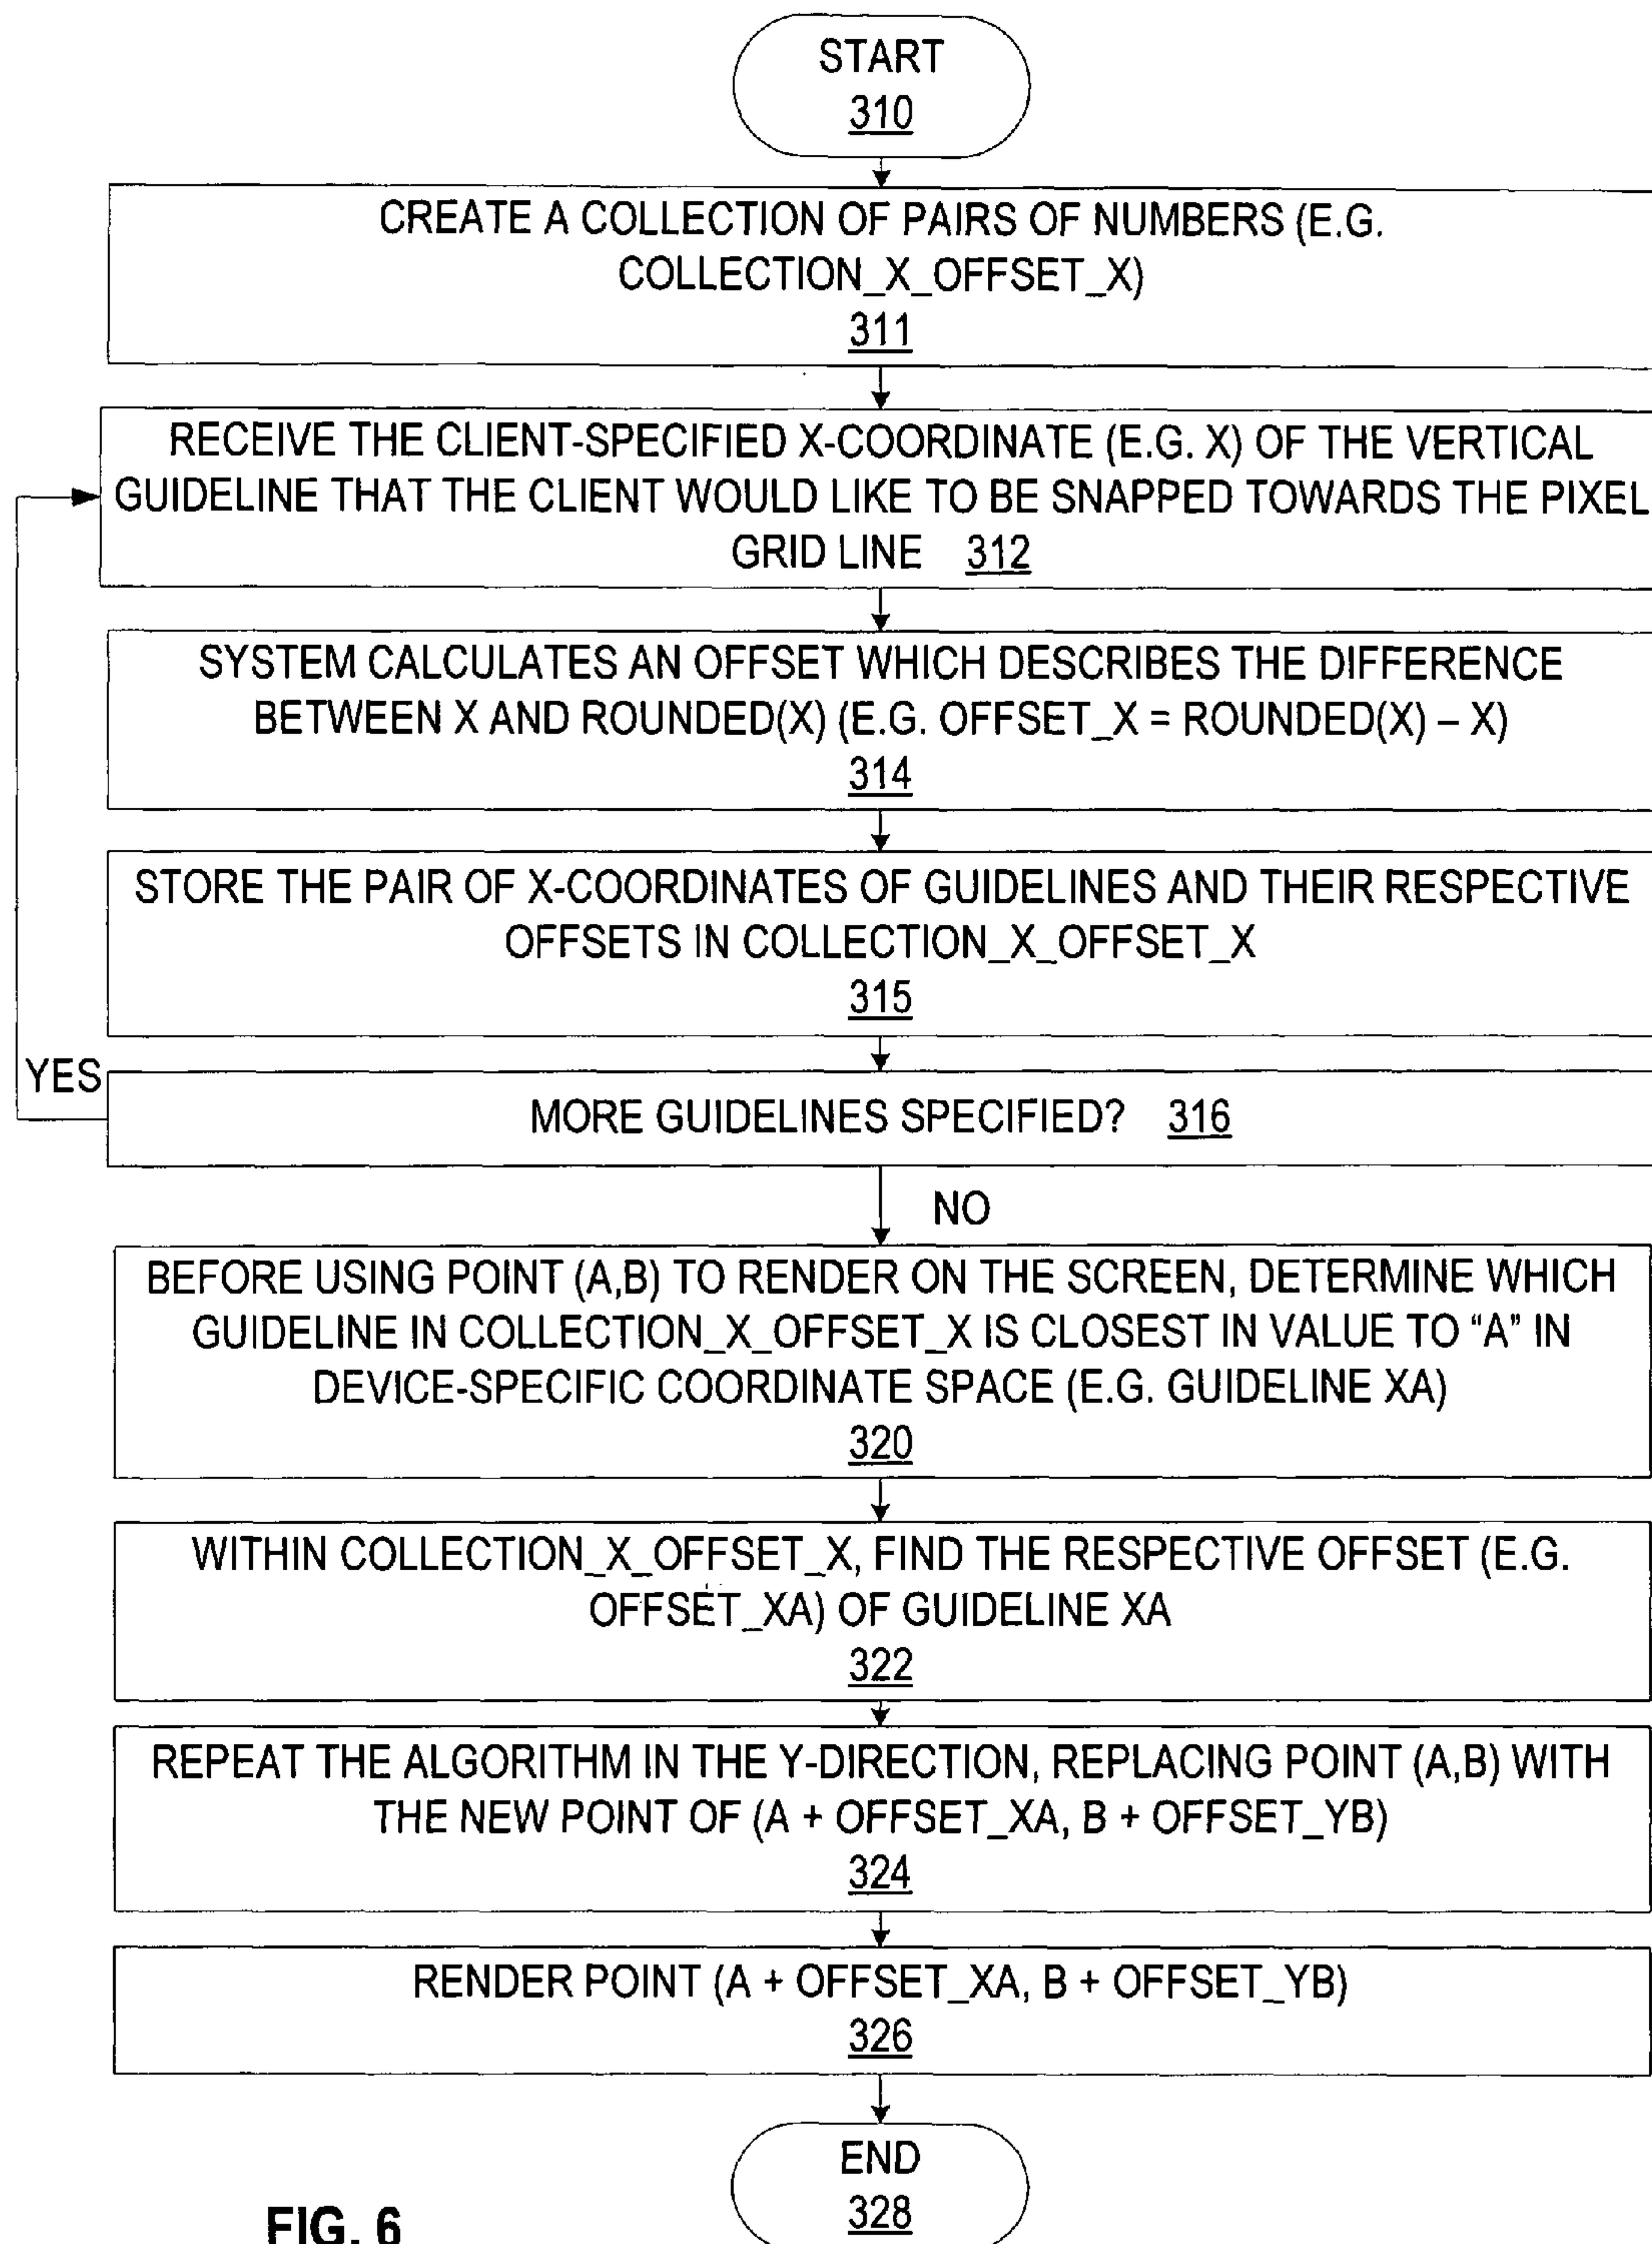 START
310
CREATE A COLLECTION OF PAIRS OF NUMBERS (E.G.
COLLECTION_X_OFFSET_X)
311
RECEIVE THE CLIENT-SPECIFIED X-COORDINATE (E.G. X) OF THE VERTICAL
GUIDELINE THAT THE CLIENT WOULD LIKE TO BE SNAPPED TOWARDS THE PIXEL
GRID LINE 312
SYSTEM CALCULATES AN OFFSET WHICH DESCRIBES THE DIFFERENCE
BETWEEN X AND ROUNDED(X) (E.G. OFFSET_X = ROUNDED(X) – X)
314
STORE THE PAIR OF X-COORDINATES OF GUIDELINES AND THEIR RESPECTIVE
OFFSETS IN COLLECTION_X_OFFSET_X
315
YES
MORE GUIDELINES SPECIFIED? 316
NO
BEFORE USING POINT (A,B) TO RENDER ON THE SCREEN, DETERMINE WHICH
GUIDELINE IN COLLECTION_X_OFFSET_X IS CLOSEST IN VALUE TO “A” IN
DEVICE-SPECIFIC COORDINATE SPACE (E.G. GUIDELINE XA)
320
WITHIN COLLECTION_X_OFFSET_X, FIND THE RESPECTIVE OFFSET (E.G.
OFFSET_XA) OF GUIDELINE XA
322
REPEAT THE ALGORITHM IN THE Y-DIRECTION, REPLACING POINT (A,B) WITH
THE NEW POINT OF (A + OFFSET_XA, B + OFFSET_YB)
324
RENDER POINT (A + OFFSET_XA, B + OFFSET_YB)
326
END
328
FIG. 6